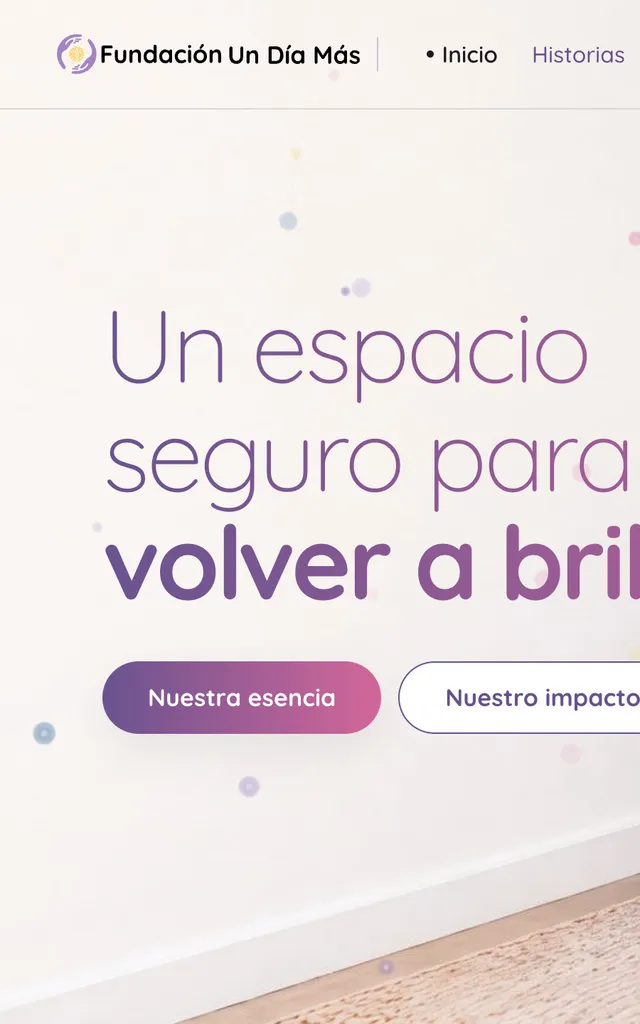 Fundación Un Día Más
• Inicio
Historias
Un espacio
seguro para
volver a bril
Nuestra esencia
Nuestro impacto